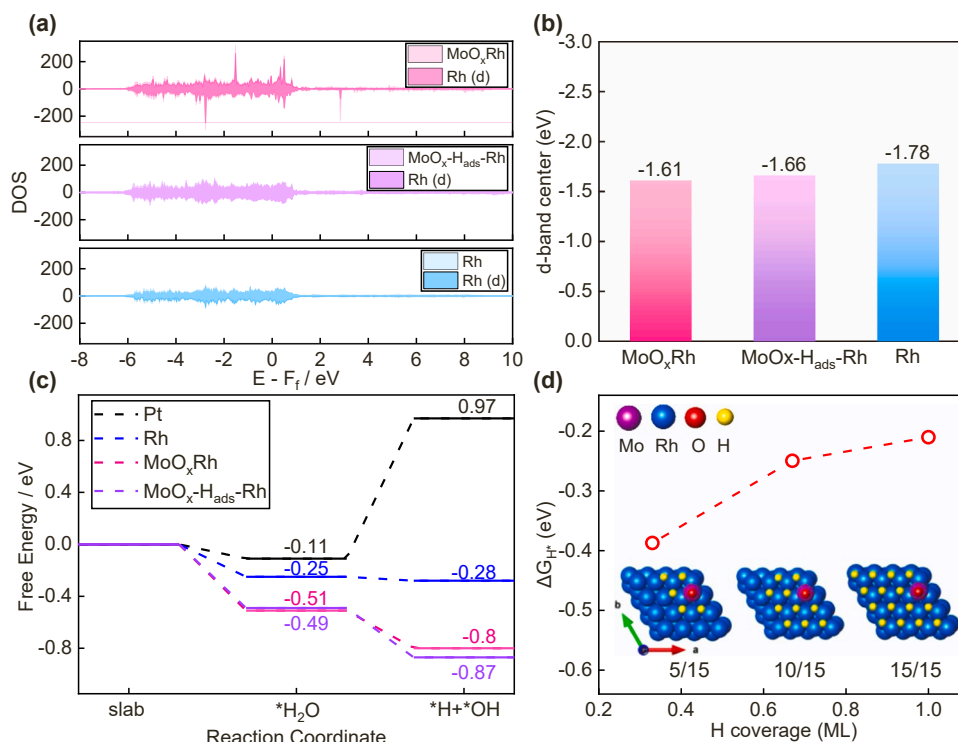 (a)
200
0
-200
MoOₓRh
Rh (d)
200
0
-200
MoOₓ-Hₐds-Rh
Rh (d)
200
0
-200
Rh
Rh (d)
DOS
-8 -6 -4 -2 0 2 4 6 8 10
E - F_f / eV
(b)
-3.0
-2.5
-2.0
-1.5
-1.0
-0.5
0.0
d-band center (eV)
-1.61
-1.66
-1.78
MoOₓRh MoOx-Hₐds-Rh Rh
(c)
Pt
Rh
MoOₓRh
MoOₓ-Hₐds-Rh
0.8
0.4
0.0
-0.4
-0.8
Free Energy / eV
0.97
-0.11
-0.25
-0.28
-0.51
-0.49
-0.8
-0.87
slab *H₂O *H+*OH
Reaction Coordinate
(d)
Mo Rh O H
-0.2
-0.3
-0.4
-0.5
-0.6
ΔG_H* (eV)
b
a
5/15 10/15 15/15
0.2 0.4 0.6 0.8 1.0
H coverage (ML)